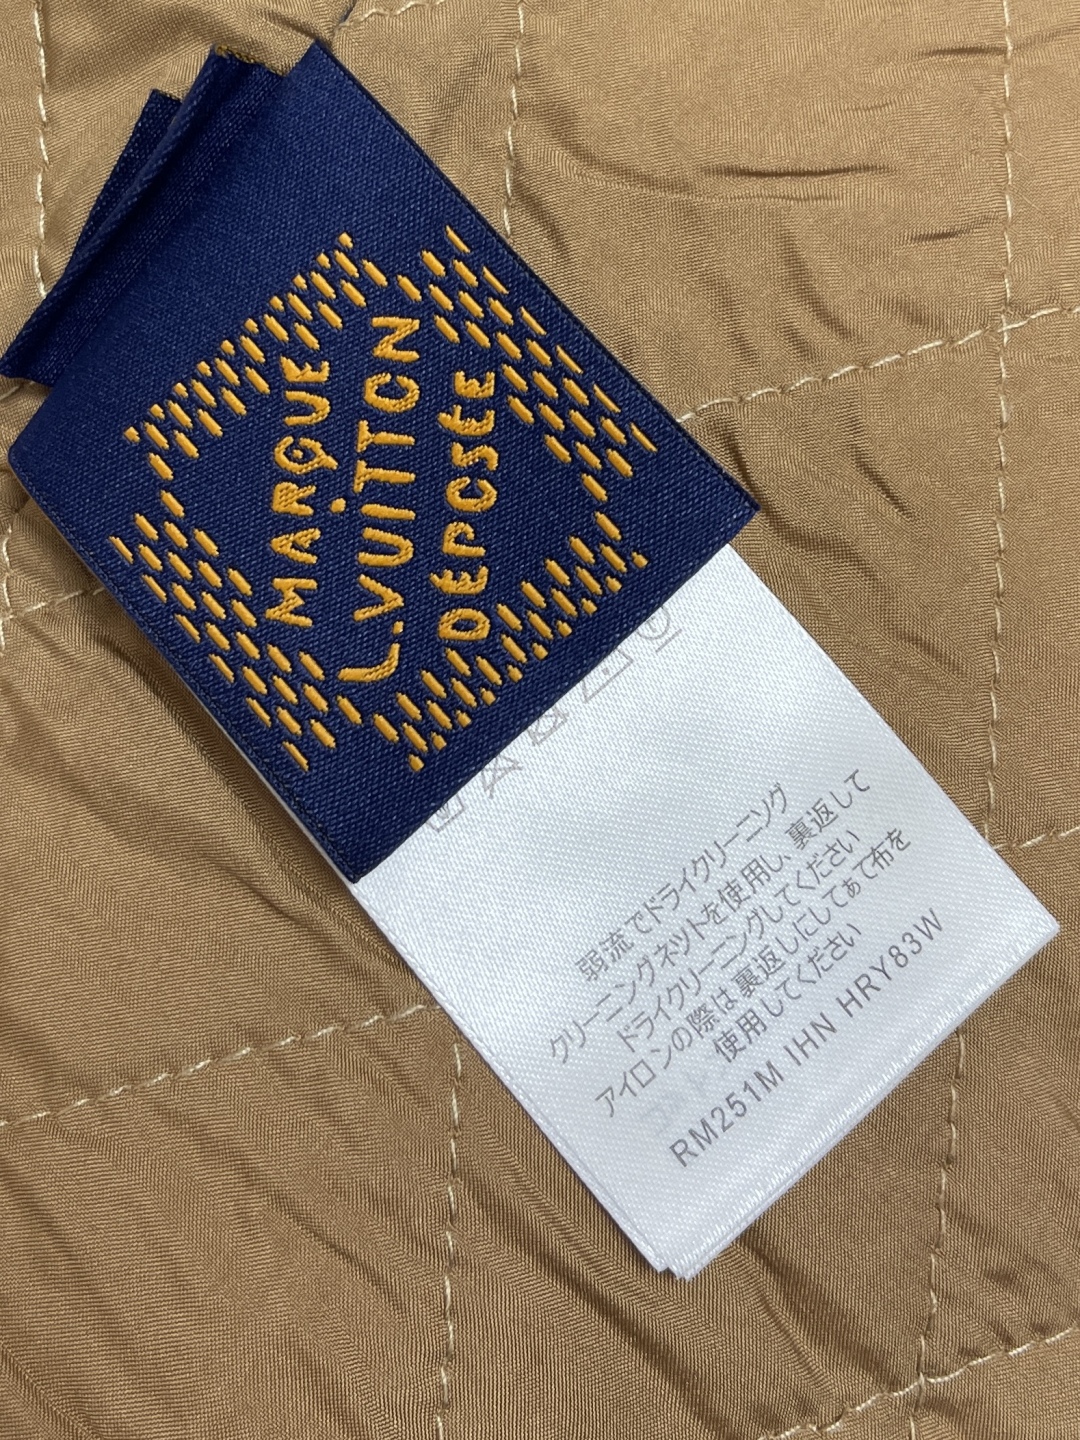 MARQUE
L.VUITTON
DÉPOSÉE
弱流でドライクリーニソグ
クリーニングネットを使用し、裏返して
ドライクリーニングしてください
アイロンの際は、裏返しにしてぁて布を
使用してください
RM251M IHN HRY83W